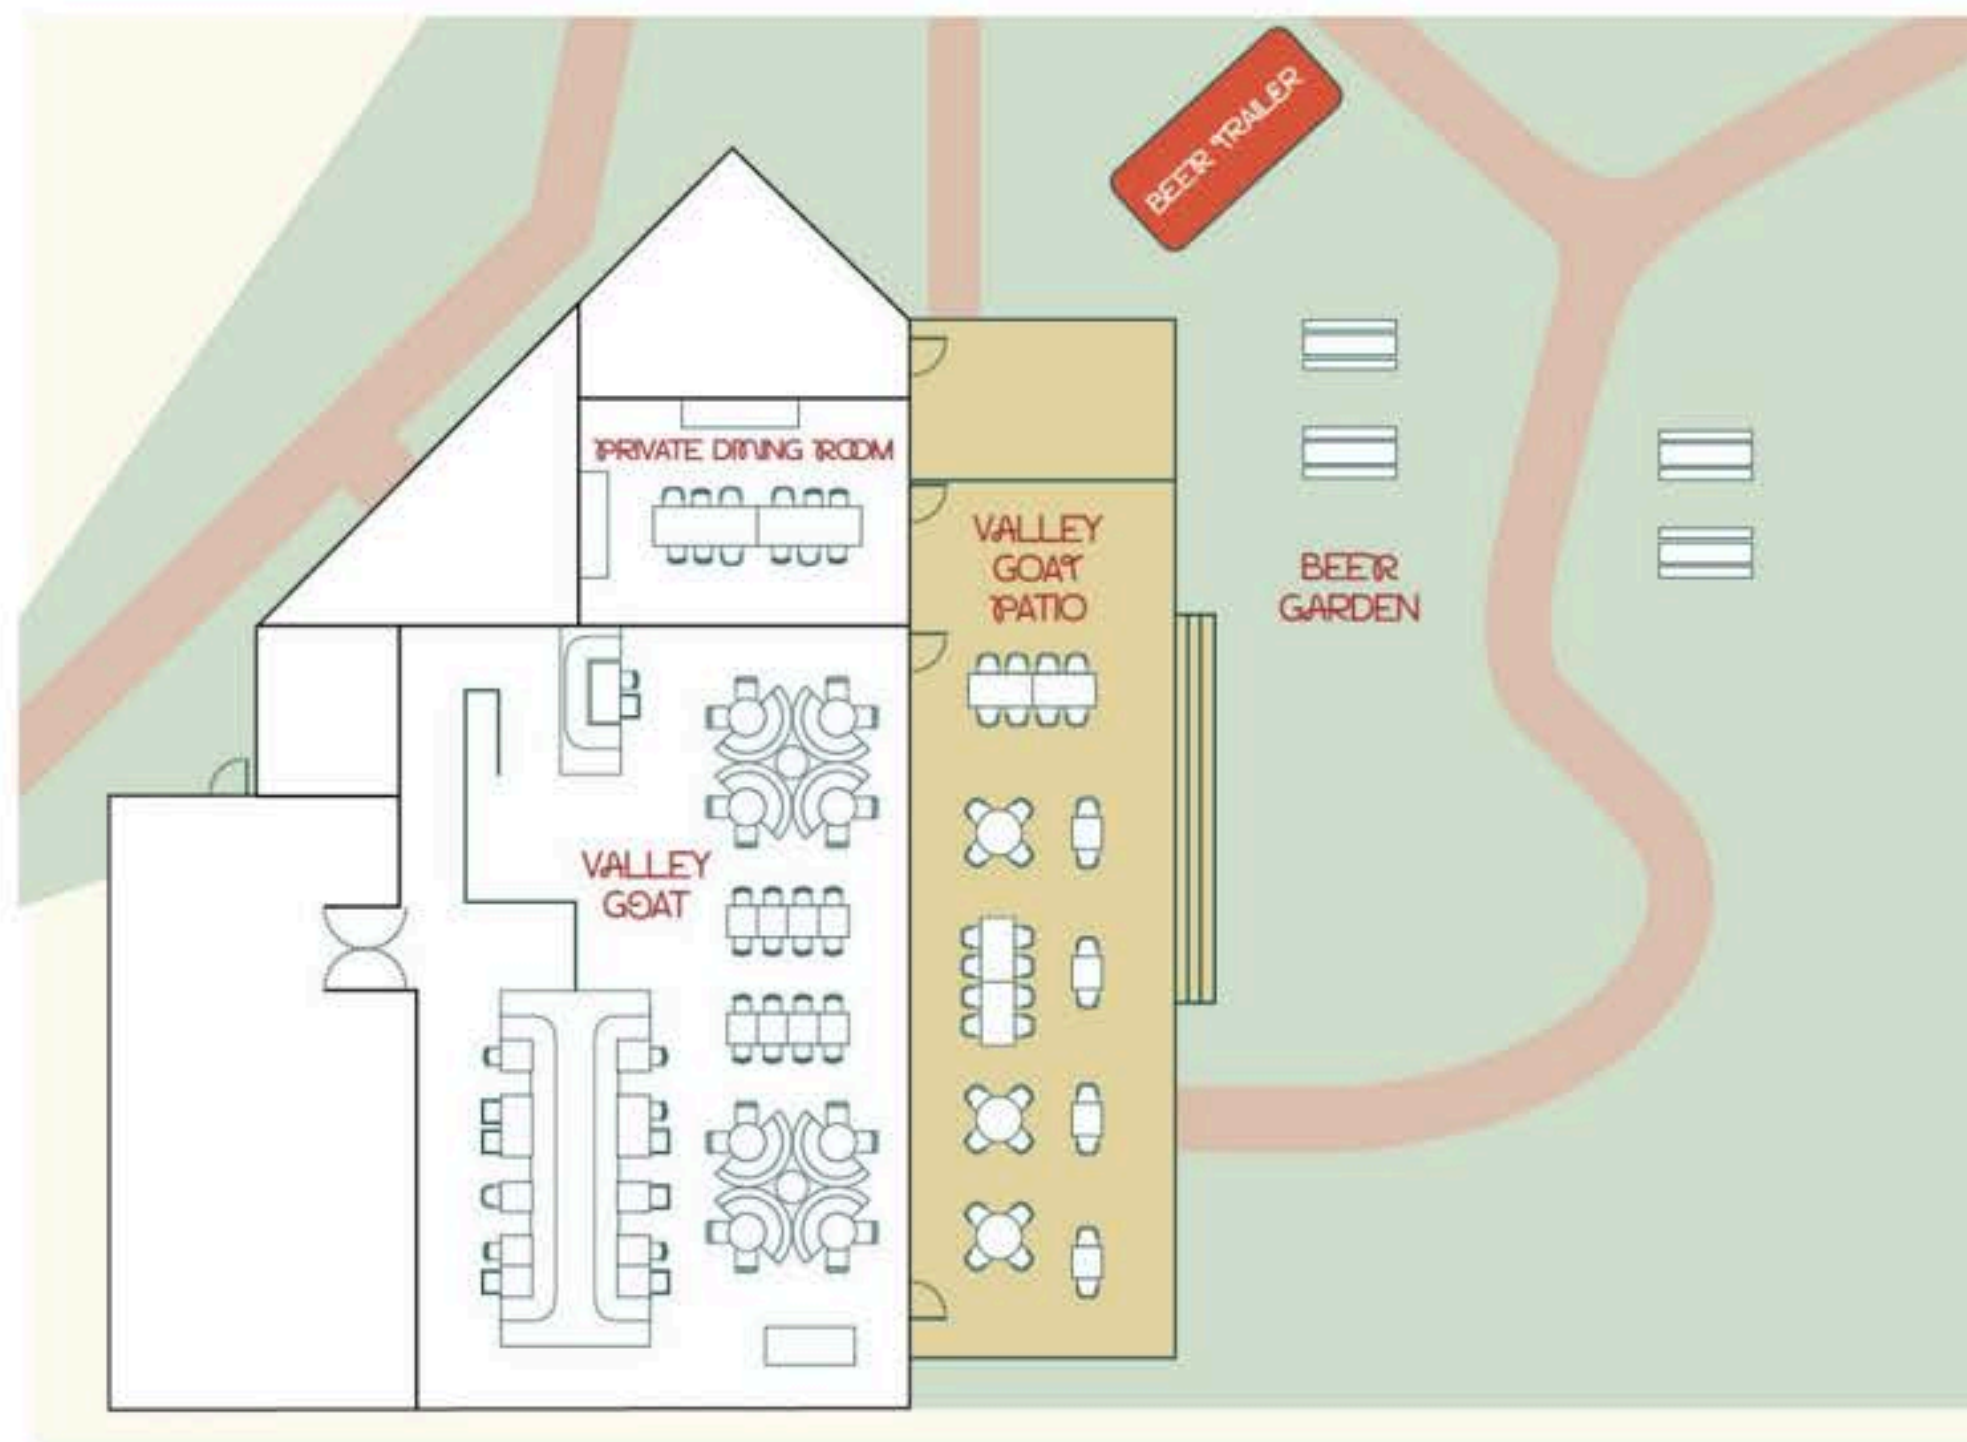 BEER TRAILER
PRIVATE DINING ROOM
VALLEY
GOAT
PATIO
BEER
GARDEN
VALLEY
GOAT